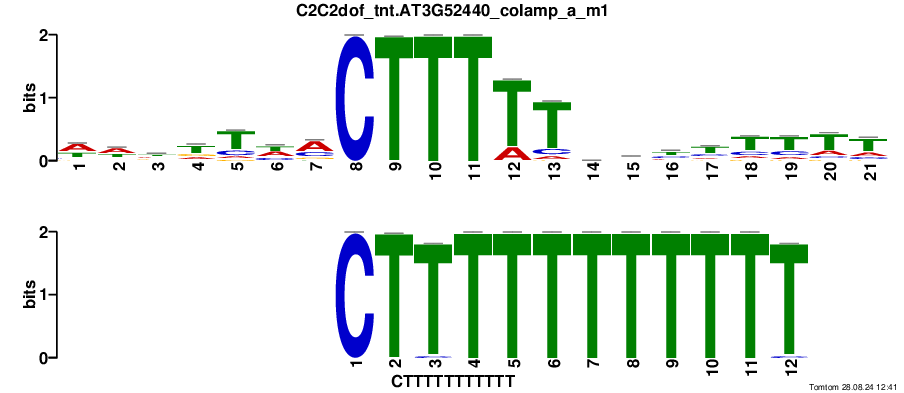 C2C2dof_tnt.AT3G52440_colamp_a_m1
bits
2
1
0
A A T T T A A C T T T T T
1 2 3 4 5 6 7 8 9 10 11 12 13 14 15 16 17 18 19 20 21
bits
2
1
0
C T T T T T T T T T T T
1 2 3 4 5 6 7 8 9 10 11 12
CTTTTTTTTTTT
Tomtom 28.08.24 12:41